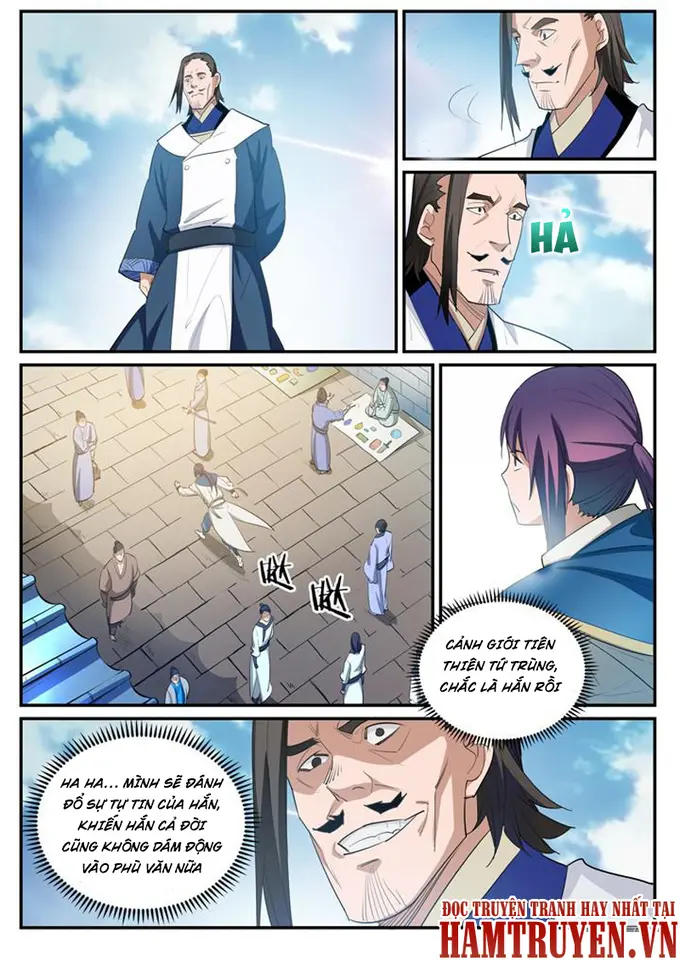 HẢ
CẢNH GIỚI TIÊN
THIÊN TỨ TRÙNG,
CHẮC LÀ HẮN RỒI
HA HA... MÌNH SẼ ĐÁNH
ĐỔ SỰ TỰ TIN CỦA HẮN,
KHIẾN HẮN CẢ ĐỜI
CŨNG KHÔNG DÁM ĐỘNG
VÀO PHÙ VĂN NỮA
ĐỌC TRUYỆN TRANH HAY NHẤT TẠI
HAMTRUYEN.VN